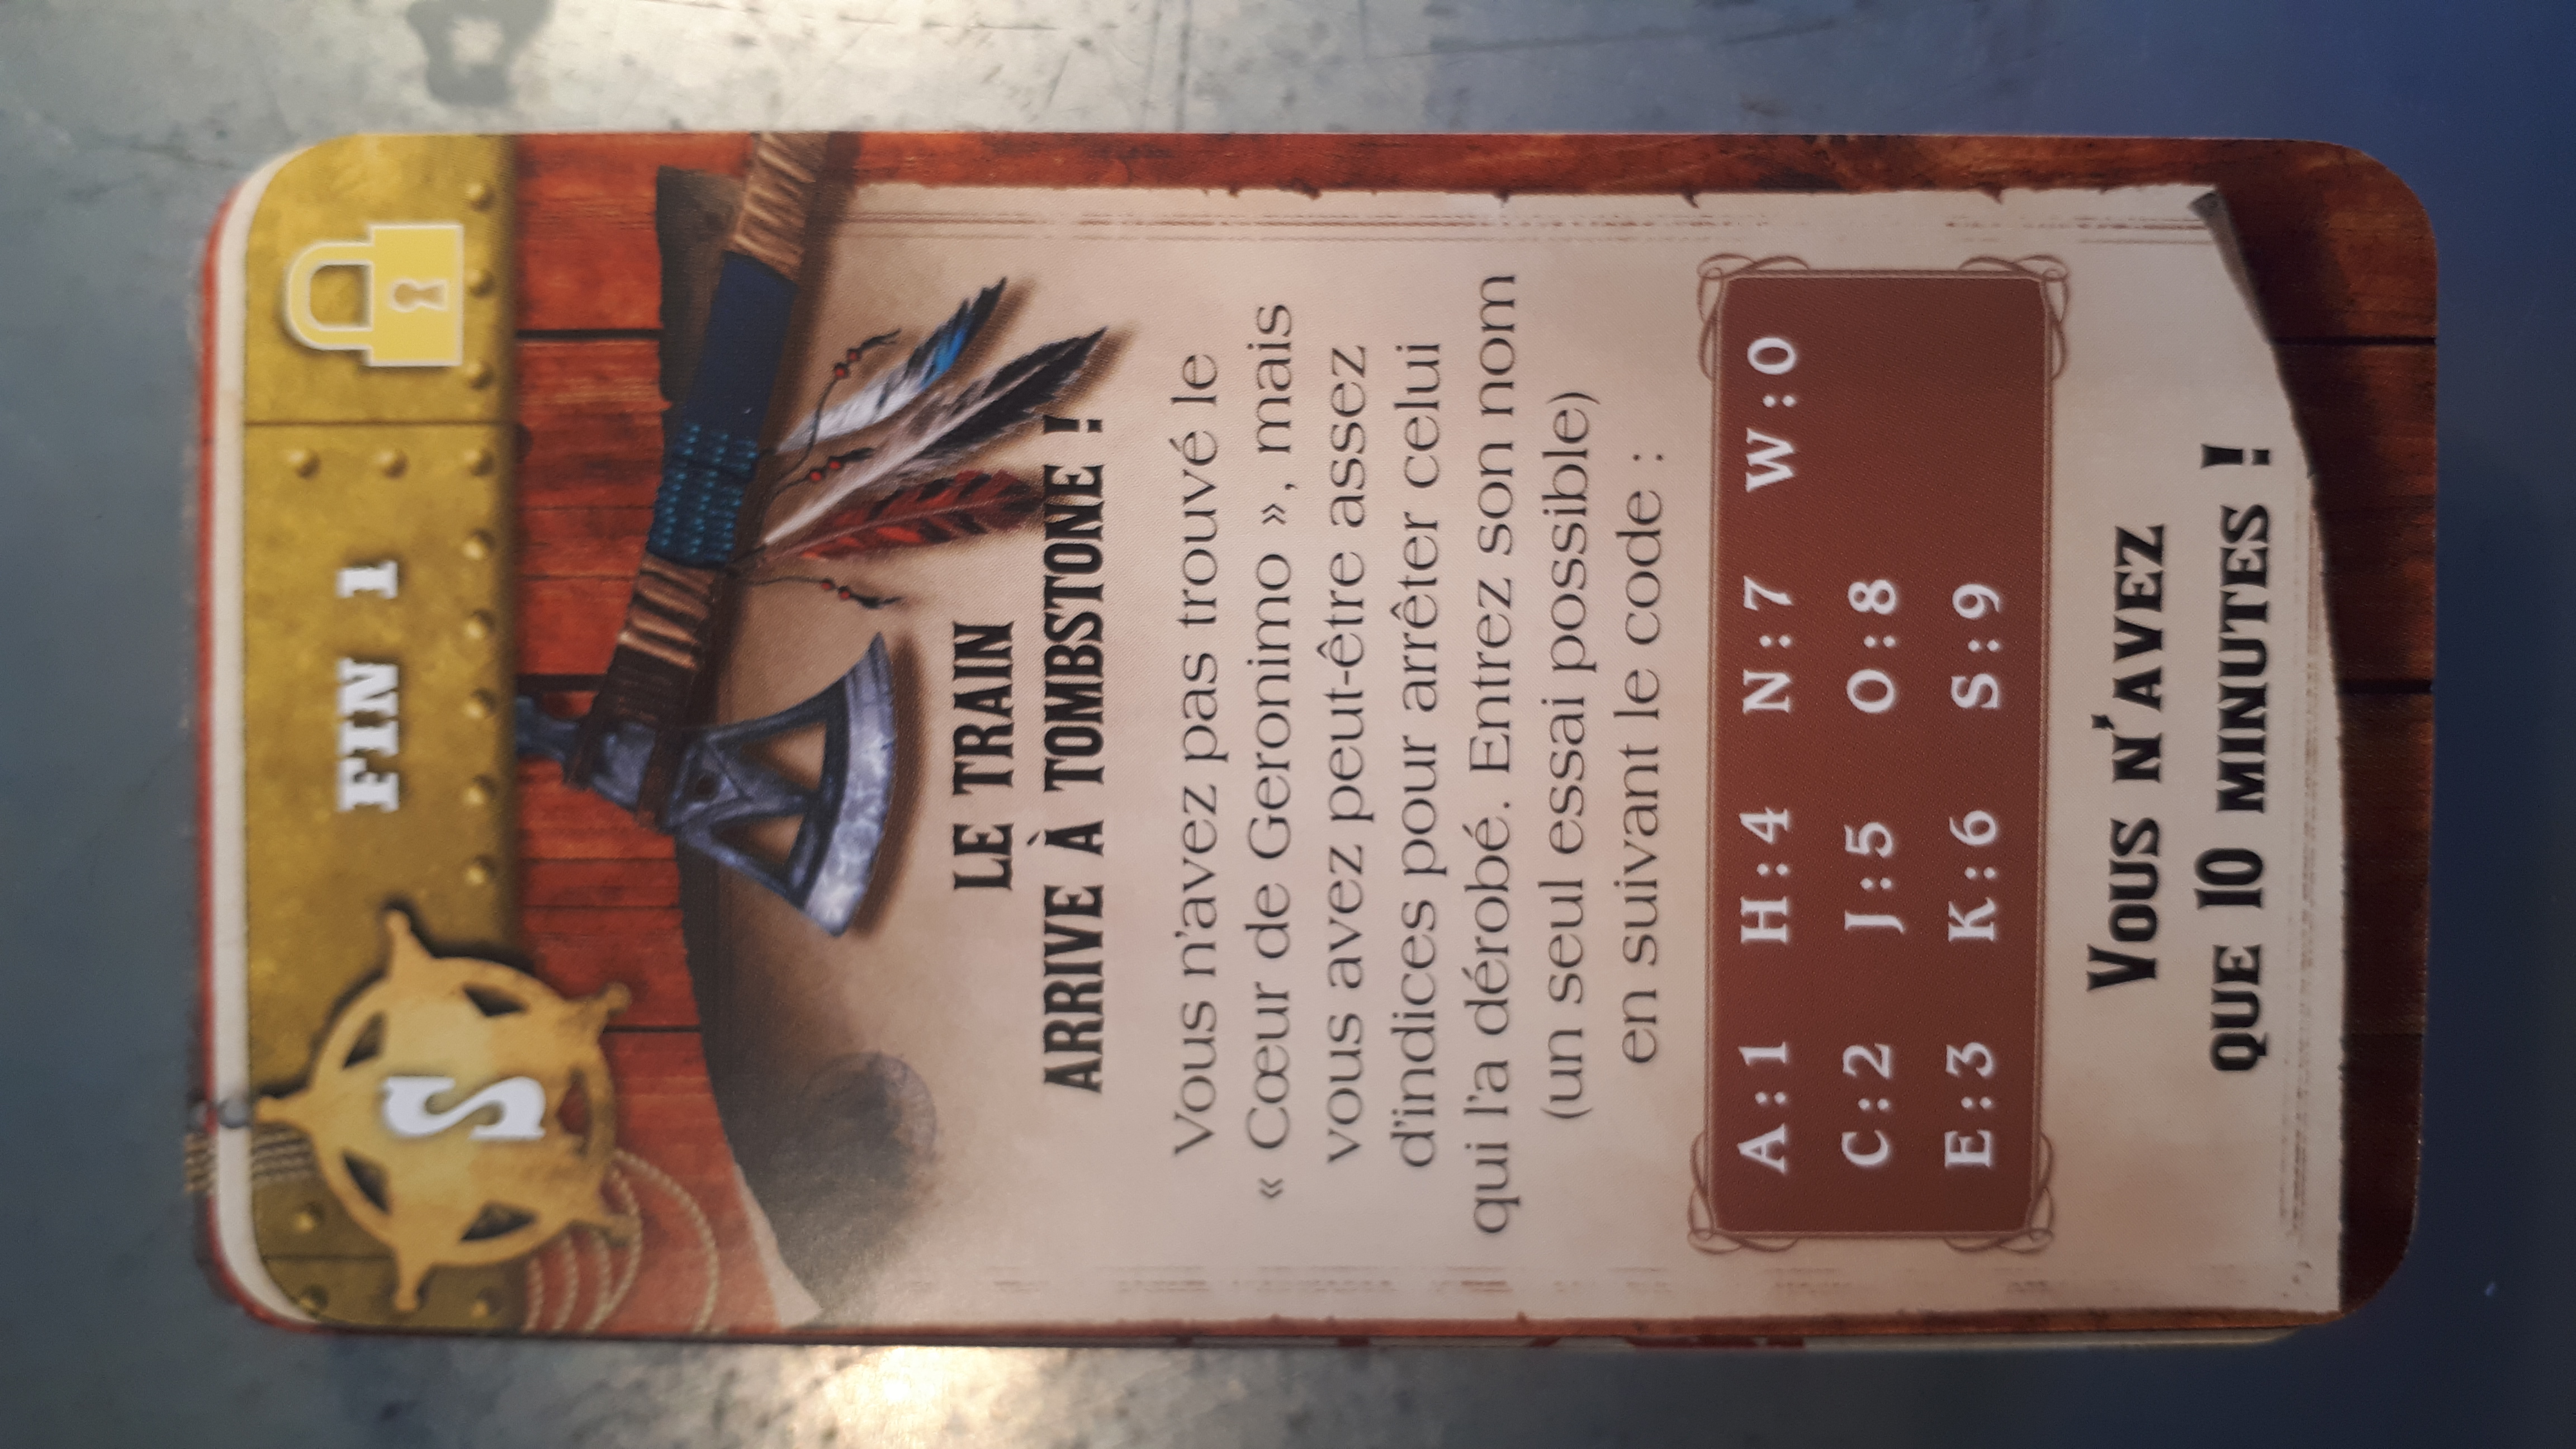 S
FIN 1
LE TRAIN
ARRIVE À TOMBSTONE !
Vous n'avez pas trouvé le
« Cœur de Geronimo », mais
vous avez peut-être assez
d'indices pour arrêter celui
qui l'a dérobé. Entrez son nom
(un seul essai possible)
en suivant le code :
A : 1 H : 4 N : 7 W : 0
C : 2 J : 5 O : 8
E : 3 K : 6 S : 9
VOUS N'AVEZ
QUE 10 MINUTES !